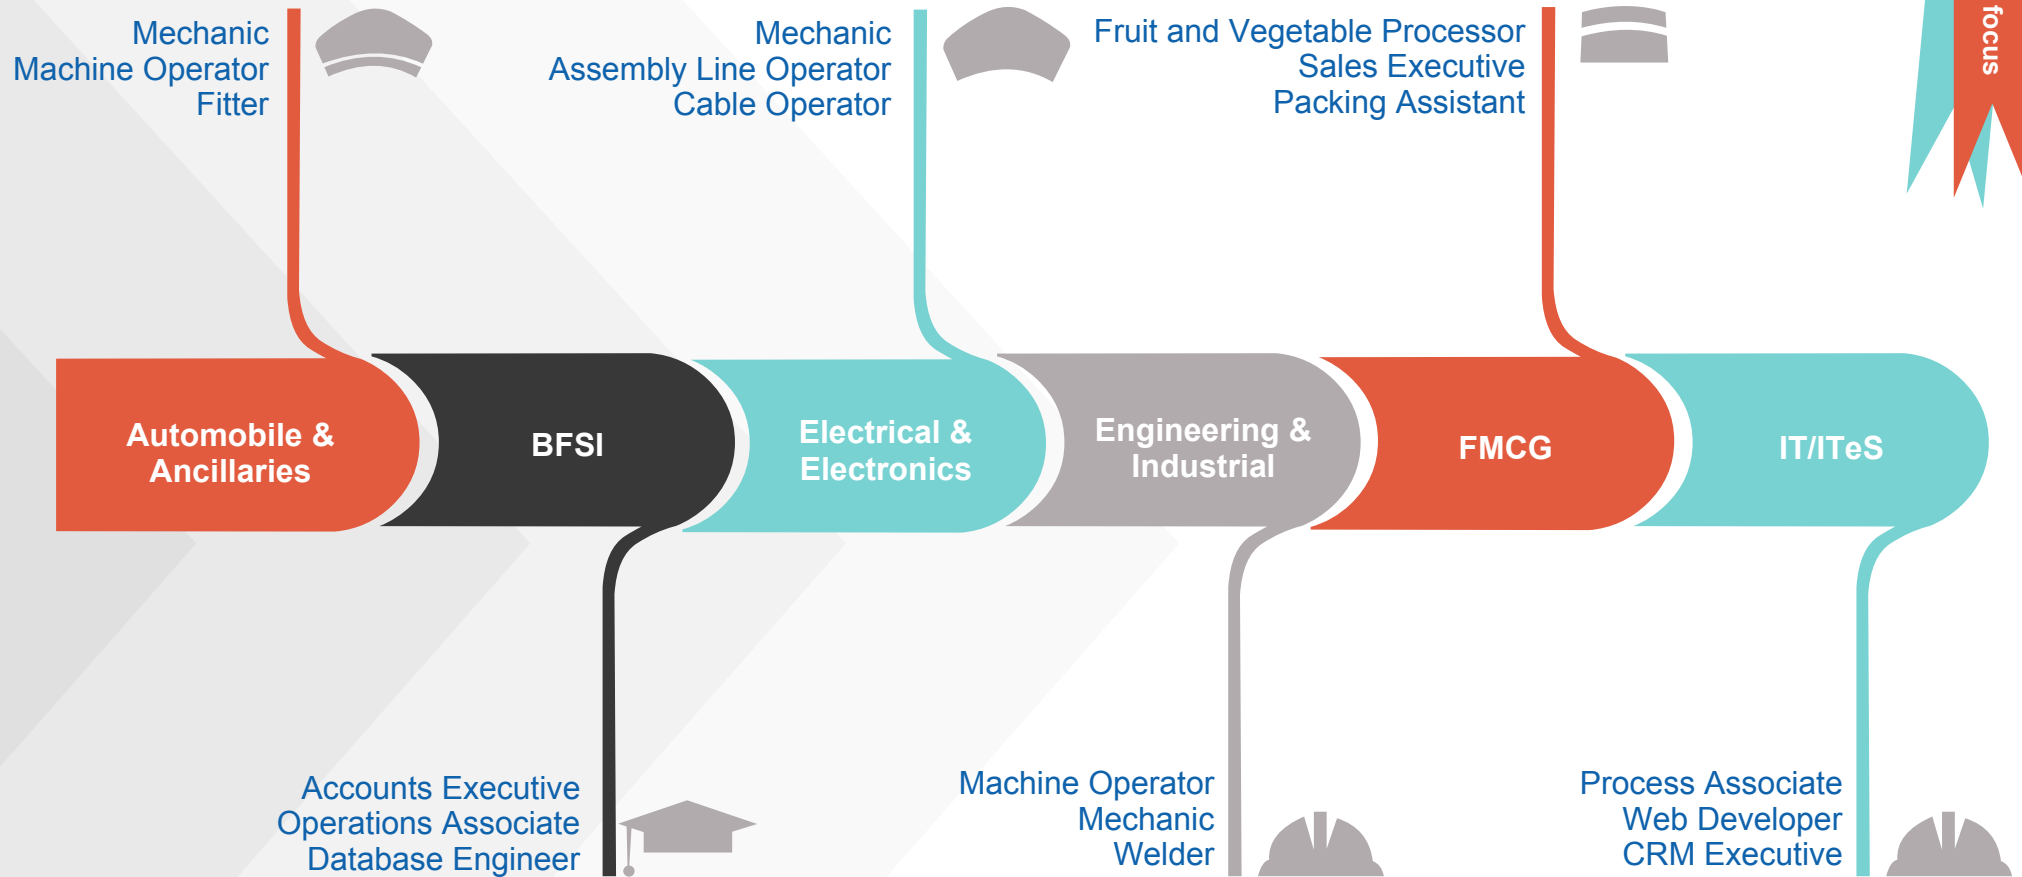 Mechanic
Machine Operator
Fitter
Mechanic
Assembly Line Operator
Cable Operator
Fruit and Vegetable Processor
Sales Executive
Packing Assistant
focus
Automobile &
Ancillaries
BFSI
Electrical &
Electronics
Engineering &
Industrial
FMCG
IT/ITeS
Accounts Executive
Operations Associate
Database Engineer
Machine Operator
Mechanic
Welder
Process Associate
Web Developer
CRM Executive